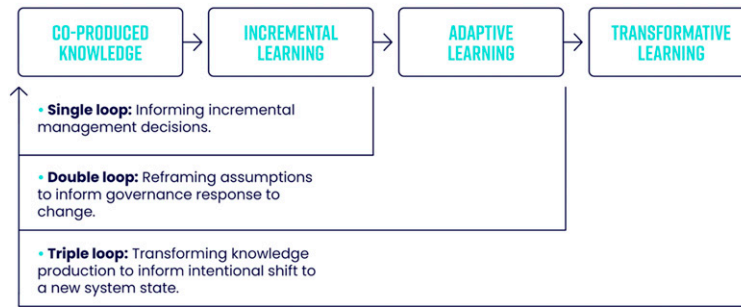 CO-PRODUCED
KNOWLEDGE
INCREMENTAL
LEARNING
ADAPTIVE
LEARNING
TRANSFORMATIVE
LEARNING
• Single loop: Informing incremental
management decisions.
• Double loop: Reframing assumptions
to inform governance response to
change.
• Triple loop: Transforming knowledge
production to inform intentional shift to
a new system state.